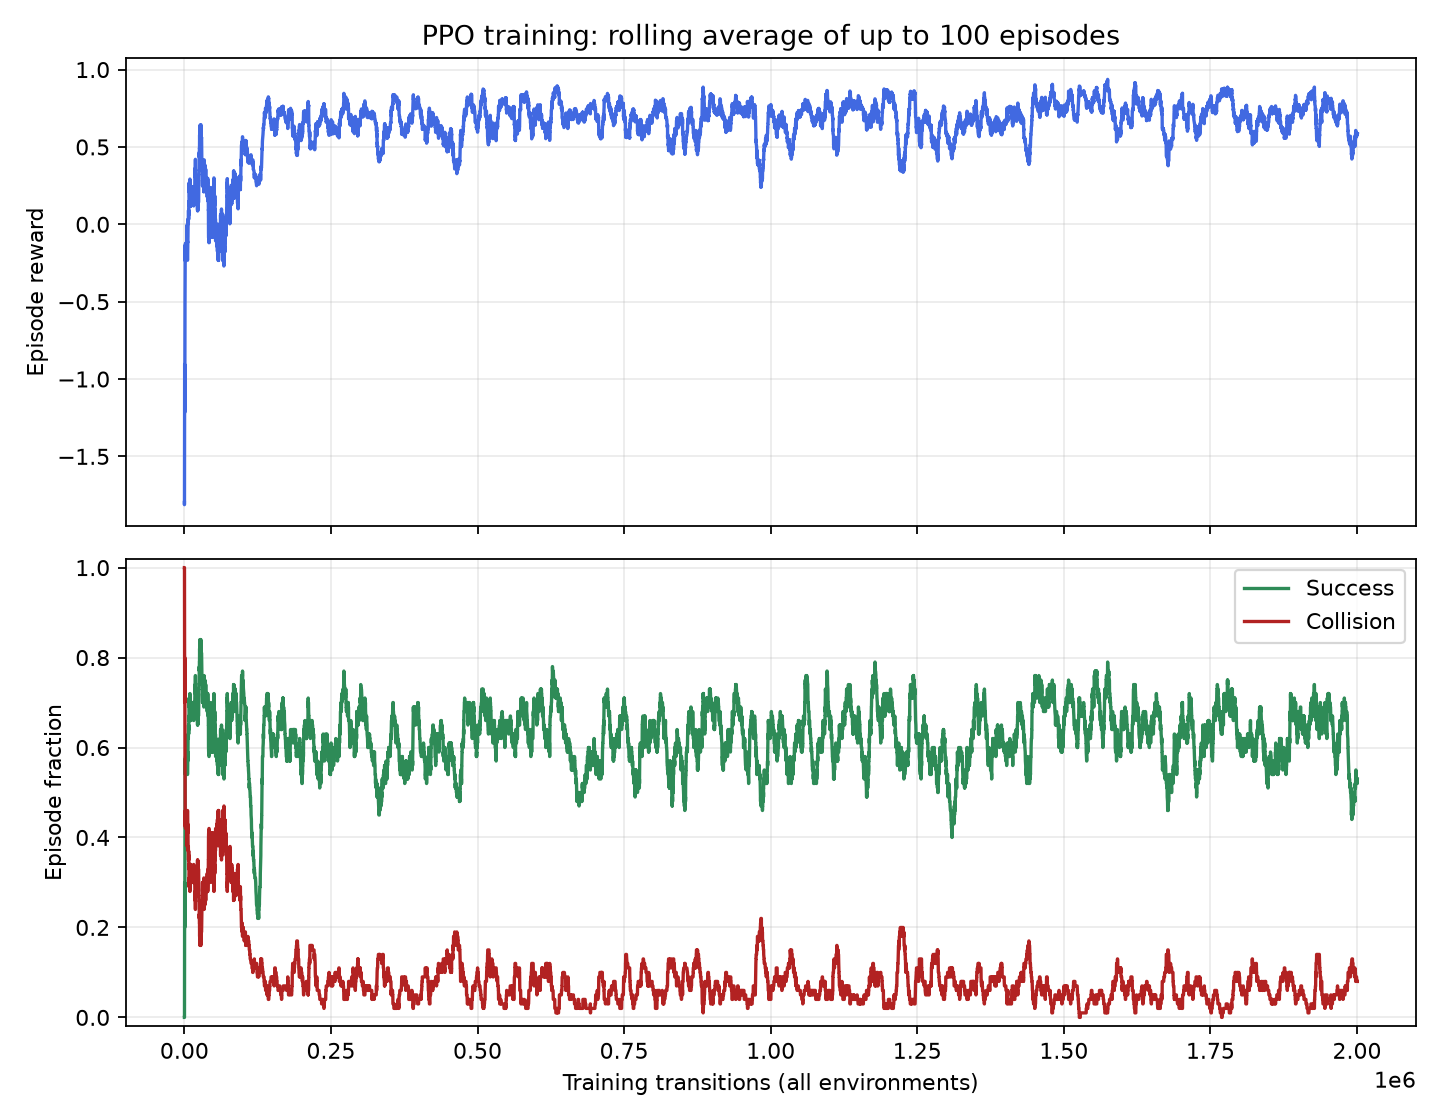 PPO training: rolling average of up to 100 episodes
1.0
0.5
0.0
−0.5
−1.0
−1.5
Episode reward
Success
Collision
1.0
0.8
0.6
0.4
0.2
0.0
Episode fraction
0.00 0.25 0.50 0.75 1.00 1.25 1.50 1.75 2.00
1e6
Training transitions (all environments)